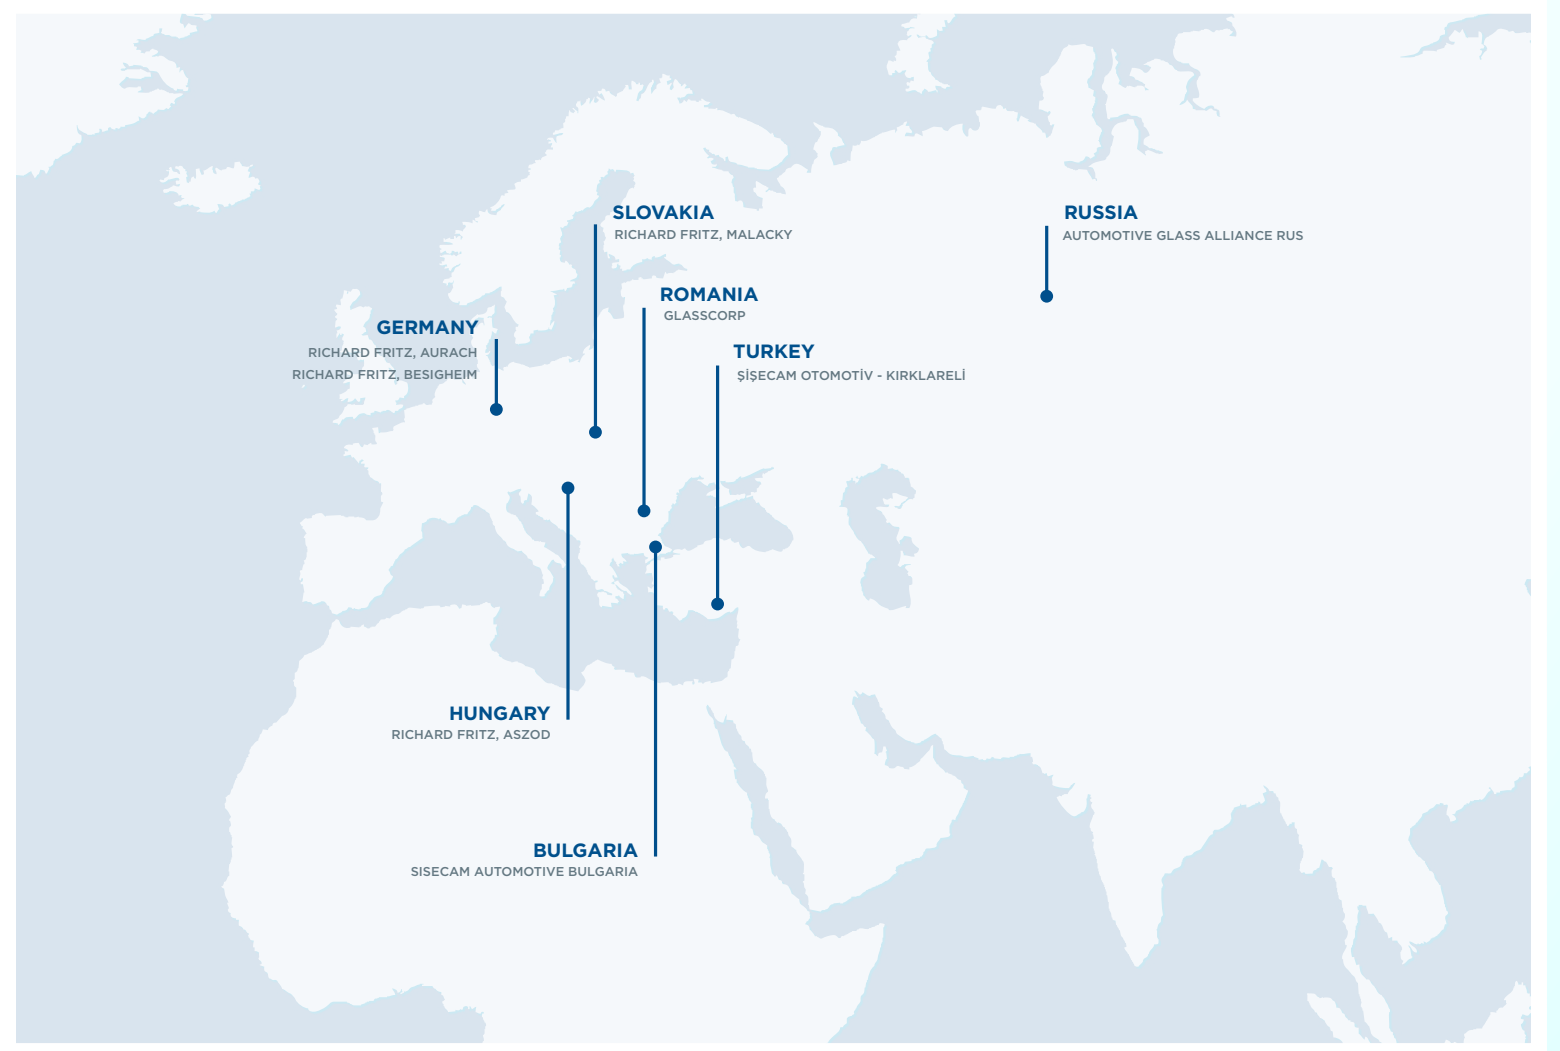 SLOVAKIA
RICHARD FRITZ, MALACKY
RUSSIA
AUTOMOTIVE GLASS ALLIANCE RUS
ROMANIA
GLASSCORP
GERMANY
RICHARD FRITZ, AURACH
RICHARD FRITZ, BESIGHEIM
TURKEY
ŞİŞECAM OTOMOTİV - KIRKLARELİ
HUNGARY
RICHARD FRITZ, ASZOD
BULGARIA
SISECAM AUTOMOTIVE BULGARIA